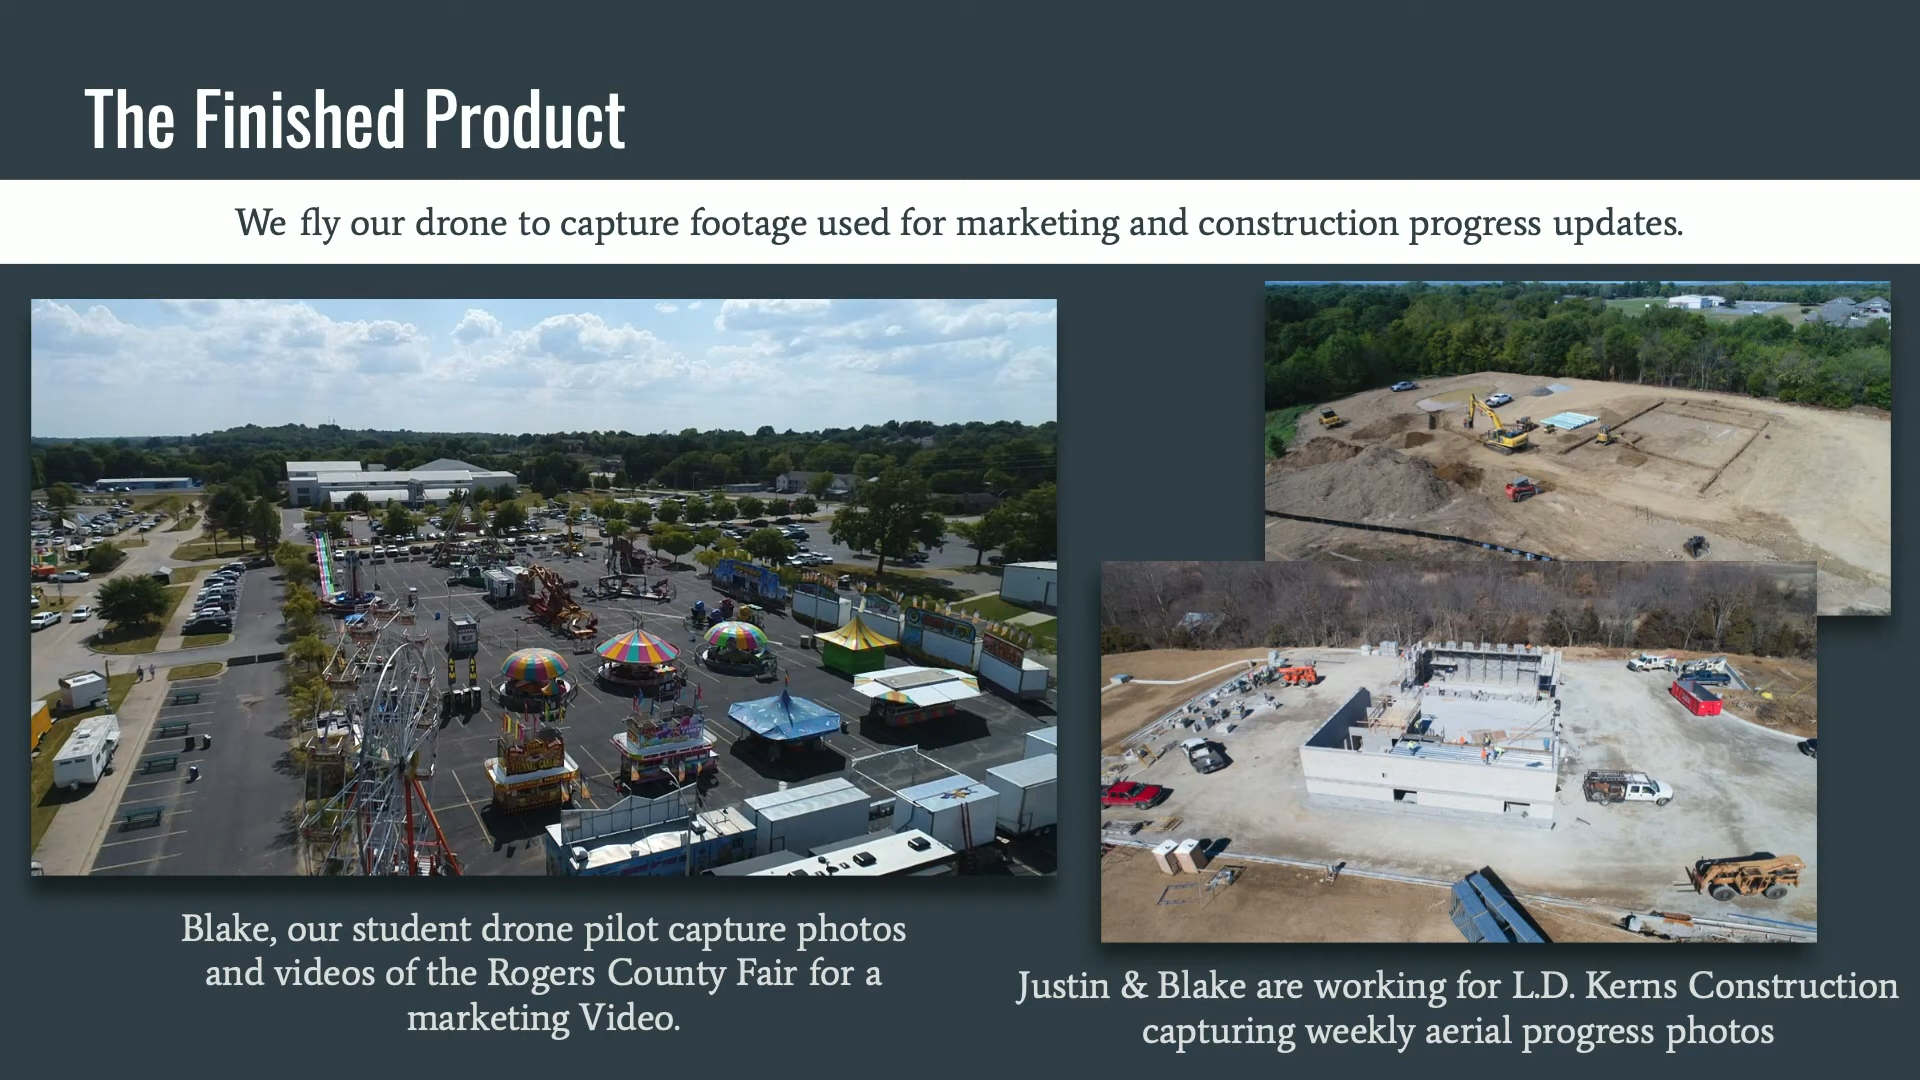 The Finished Product
We fly our drone to capture footage used for marketing and construction progress updates.
Blake, our student drone pilot capture photos
and videos of the Rogers County Fair for a
marketing Video.
Justin & Blake are working for L.D. Kerns Construction
capturing weekly aerial progress photos